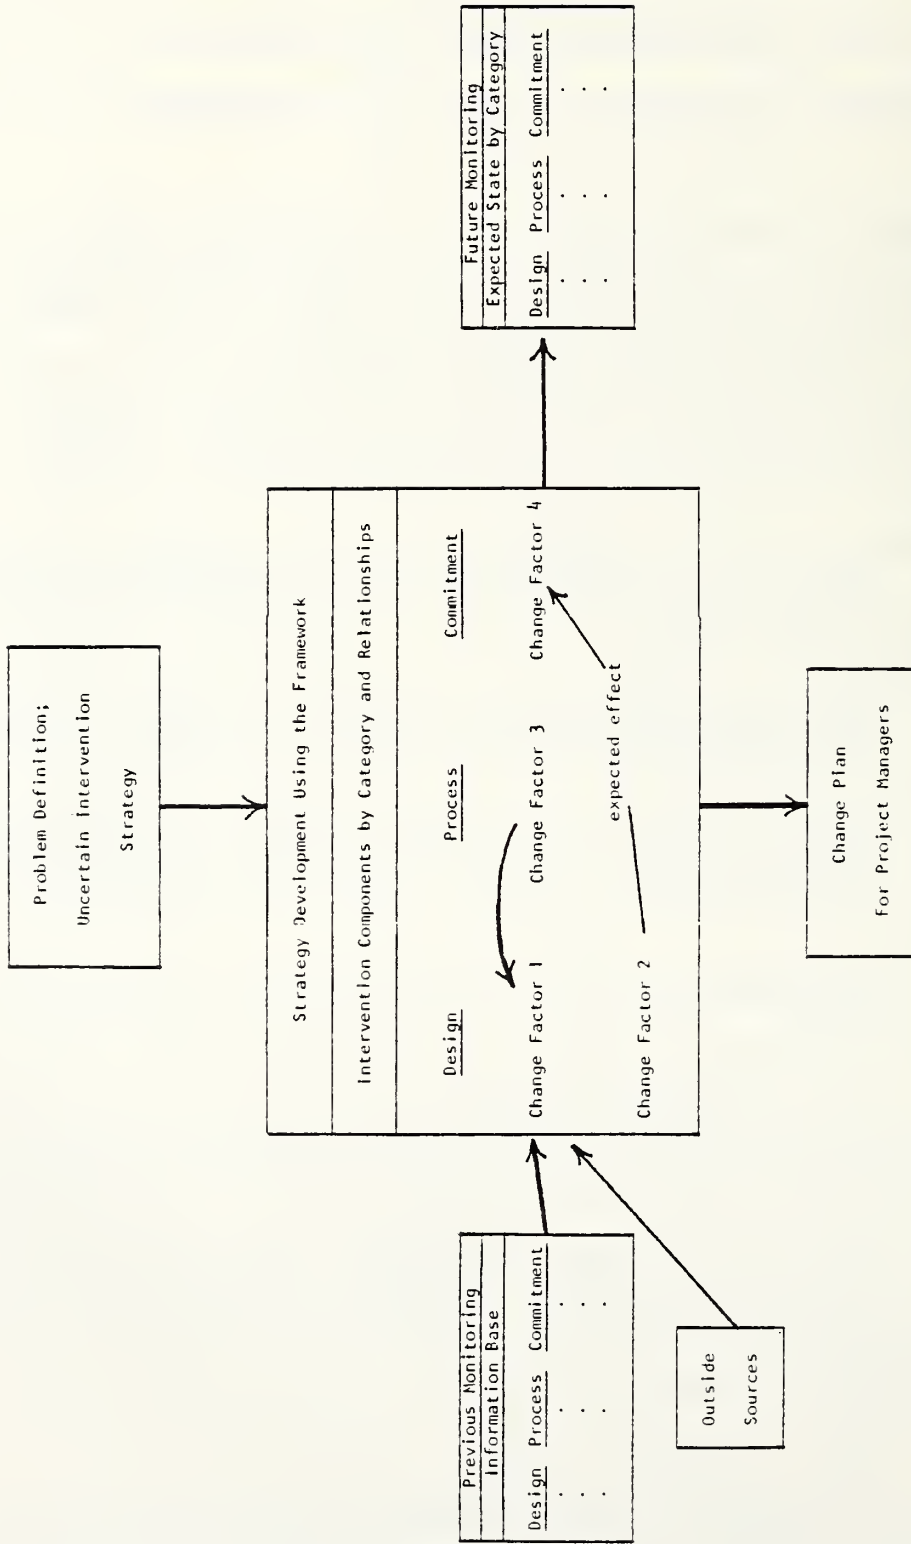 Problem Definition;
Uncertain Intervention
Strategy
Strategy Development Using the Framework
Intervention Components by Category and Relationships
Design Process Commitment
Change Factor 1 Change Factor 3 Change Factor 4
expected effect
Change Factor 2
Previous Monitoring
Information Base
Design Process Commitment
. . .
. . .
. . .
Outside
Sources
Future Monitoring
Expected State by Category
Design Process Commitment
. . .
. . .
. . .
Change Plan
for Project Managers